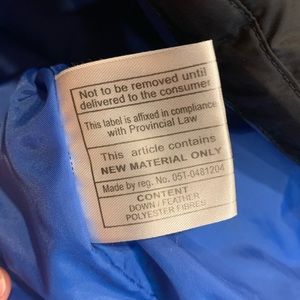 Not to be removed until
delivered to the consumer
This label is affixed in compliance
with Provincial Law
This article contains
NEW MATERIAL ONLY
Made by reg. No. 05T-0481204
CONTENT
DOWN / FEATHER
POLYESTER FIBRES